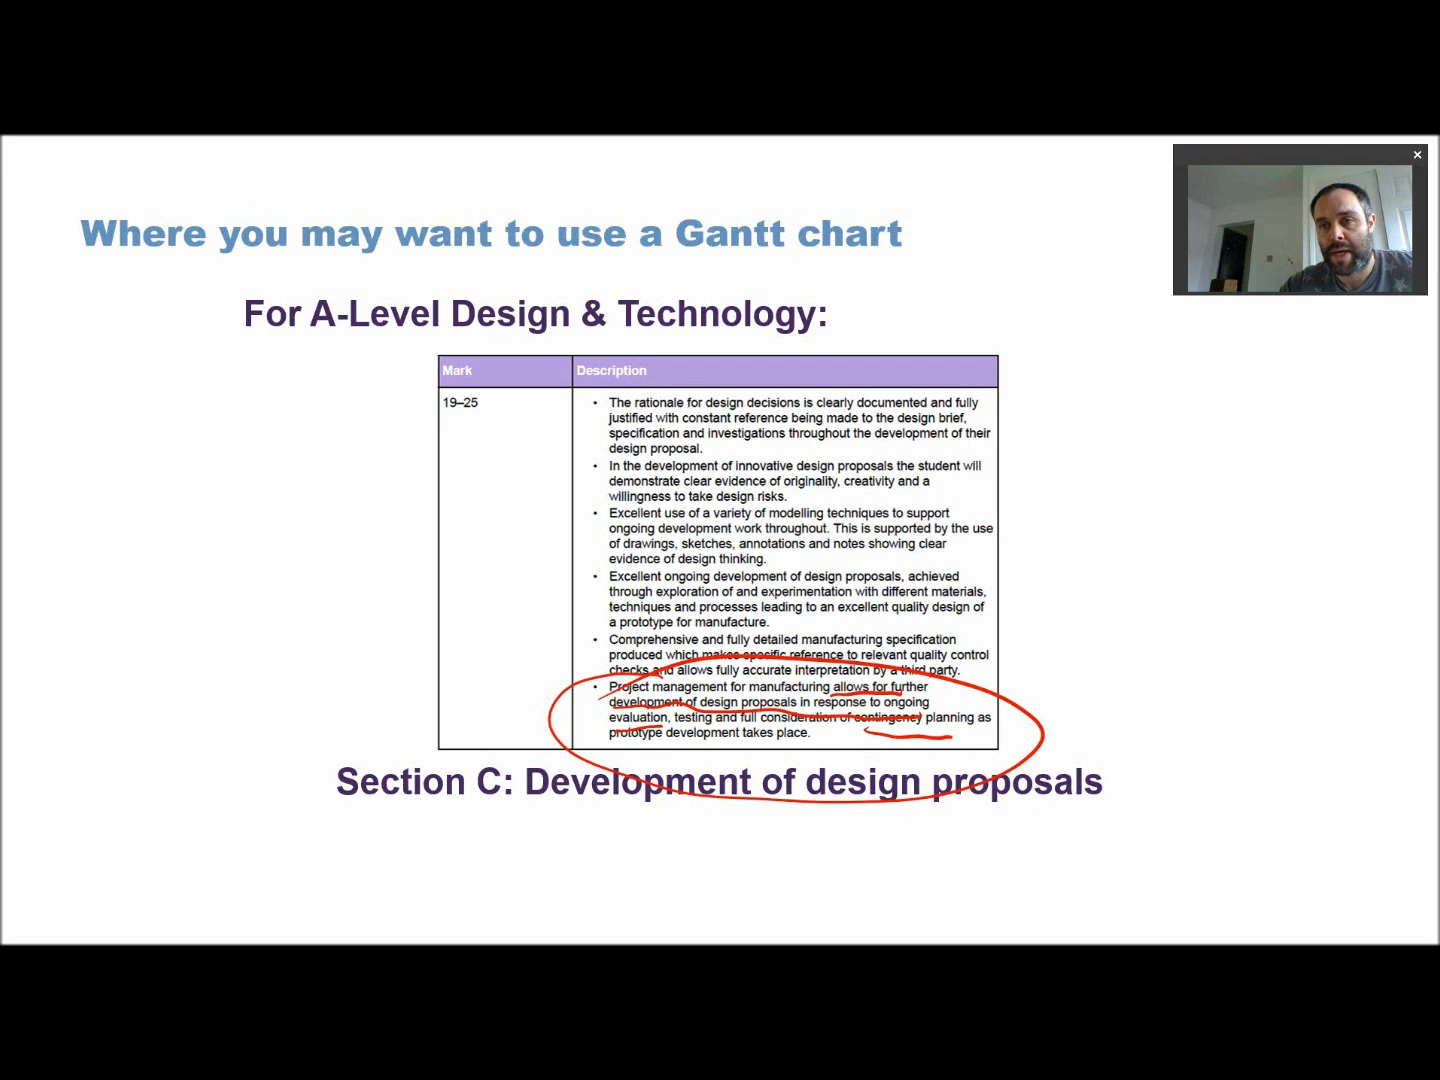 Where you may want to use a Gantt chart
For A-Level Design & Technology:
Mark
Description
19–25
• The rationale for design decisions is clearly documented and fully
justified with constant reference being made to the design brief,
specification and investigations throughout the development of their
design proposal.
• In the development of innovative design proposals the student will
demonstrate clear evidence of originality, creativity and a
willingness to take design risks.
• Excellent use of a variety of modelling techniques to support
ongoing development work throughout. This is supported by the use
of drawings, sketches, annotations and notes showing clear
evidence of design thinking.
• Excellent ongoing development of design proposals, achieved
through exploration of and experimentation with different materials,
techniques and processes leading to an excellent quality design of
a prototype for manufacture.
• Comprehensive and fully detailed manufacturing specification
produced which makes specific reference to relevant quality control
checks and allows fully accurate interpretation by a third party.
• Project management for manufacturing allows for further
development of design proposals in response to ongoing
evaluation, testing and full consideration of contingency planning as
prototype development takes place.
Section C: Development of design proposals